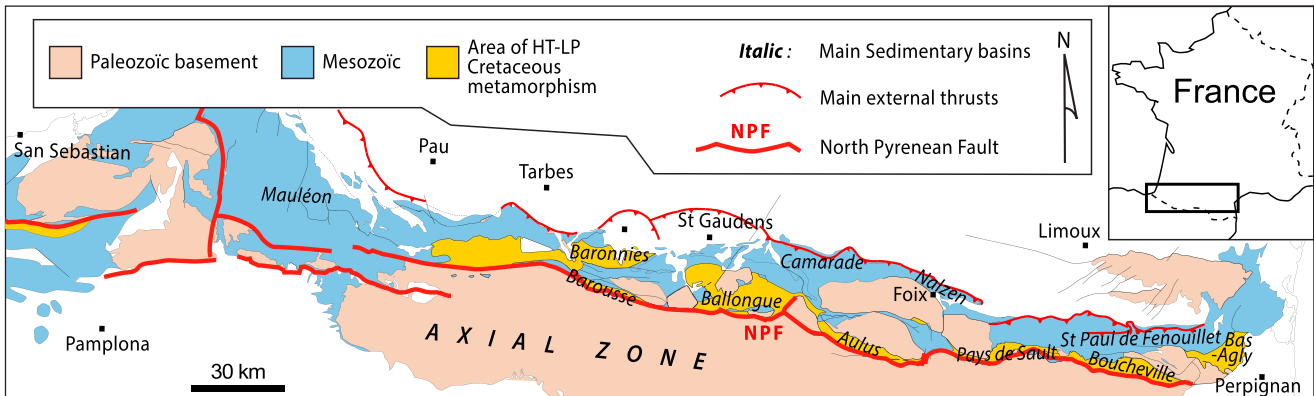 Paleozoïc basement
Mesozoïc
Area of HT-LP
Cretaceous
metamorphism
Italic : Main Sedimentary basins
Main external thrusts
NPF
North Pyrenean Fault
N
France
San Sebastian
Pau
Tarbes
Mauléon
St Gaudens
Limoux
Baronnies
Camarade
Nalzen
Barousse
Ballongue
Foix
NPF
Pamplona
AXIAL ZONE
Aulus
Pays de Sault
St Paul de Fenouillet
Bas
-Agly
Boucheville
Perpignan
30 km